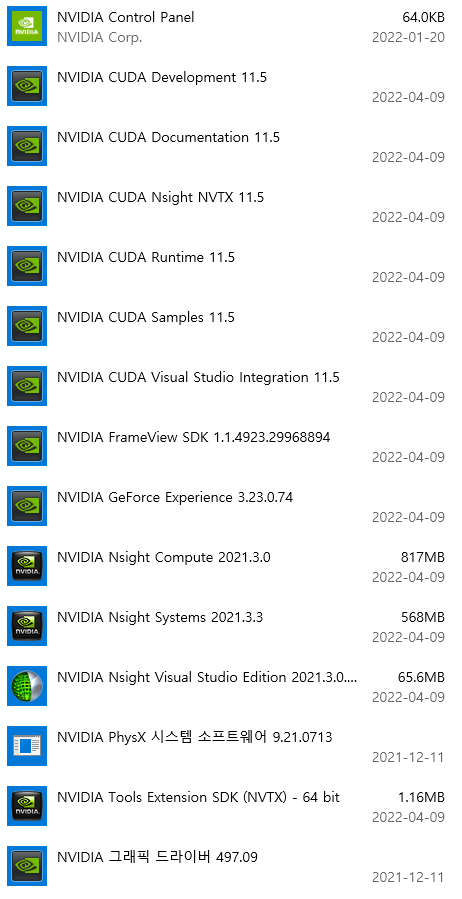 NVIDIA Control Panel 64.0KB
NVIDIA Corp. 2022-01-20
NVIDIA CUDA Development 11.5
2022-04-09
NVIDIA CUDA Documentation 11.5
2022-04-09
NVIDIA CUDA Nsight NVTX 11.5
2022-04-09
NVIDIA CUDA Runtime 11.5
2022-04-09
NVIDIA CUDA Samples 11.5
2022-04-09
NVIDIA CUDA Visual Studio Integration 11.5
2022-04-09
NVIDIA FrameView SDK 1.1.4923.29968894
2022-04-09
NVIDIA GeForce Experience 3.23.0.74
2022-04-09
NVIDIA Nsight Compute 2021.3.0 817MB
2022-04-09
NVIDIA Nsight Systems 2021.3.3 568MB
2022-04-09
NVIDIA Nsight Visual Studio Edition 2021.3.0.... 65.6MB
2022-04-09
NVIDIA PhysX 시스템 소프트웨어 9.21.0713
2021-12-11
NVIDIA Tools Extension SDK (NVTX) - 64 bit 1.16MB
2022-04-09
NVIDIA 그래픽 드라이버 497.09
2021-12-11